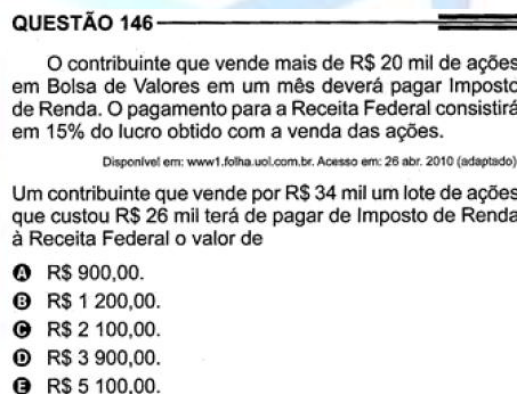 QUESTÃO 146
O contribuinte que vende mais de R$ 20 mil de ações
em Bolsa de Valores em um mês deverá pagar Imposto
de Renda. O pagamento para a Receita Federal consistirá
em 15% do lucro obtido com a venda das ações.
Disponível em: www1.folha.uol.com.br. Acesso em: 26 abr. 2010 (adaptado)
Um contribuinte que vende por R$ 34 mil um lote de ações
que custou R$ 26 mil terá de pagar de Imposto de Renda
à Receita Federal o valor de
A R$ 900,00.
B R$ 1 200,00.
C R$ 2 100,00.
D R$ 3 900,00.
E R$ 5 100,00.